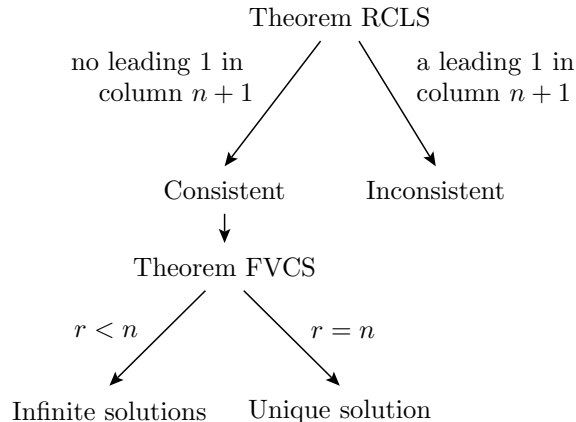 Theorem RCLS
no leading 1 in
column n + 1
a leading 1 in
column n + 1
Consistent
Inconsistent
Theorem FVCS
r < n
r = n
Infinite solutions
Unique solution